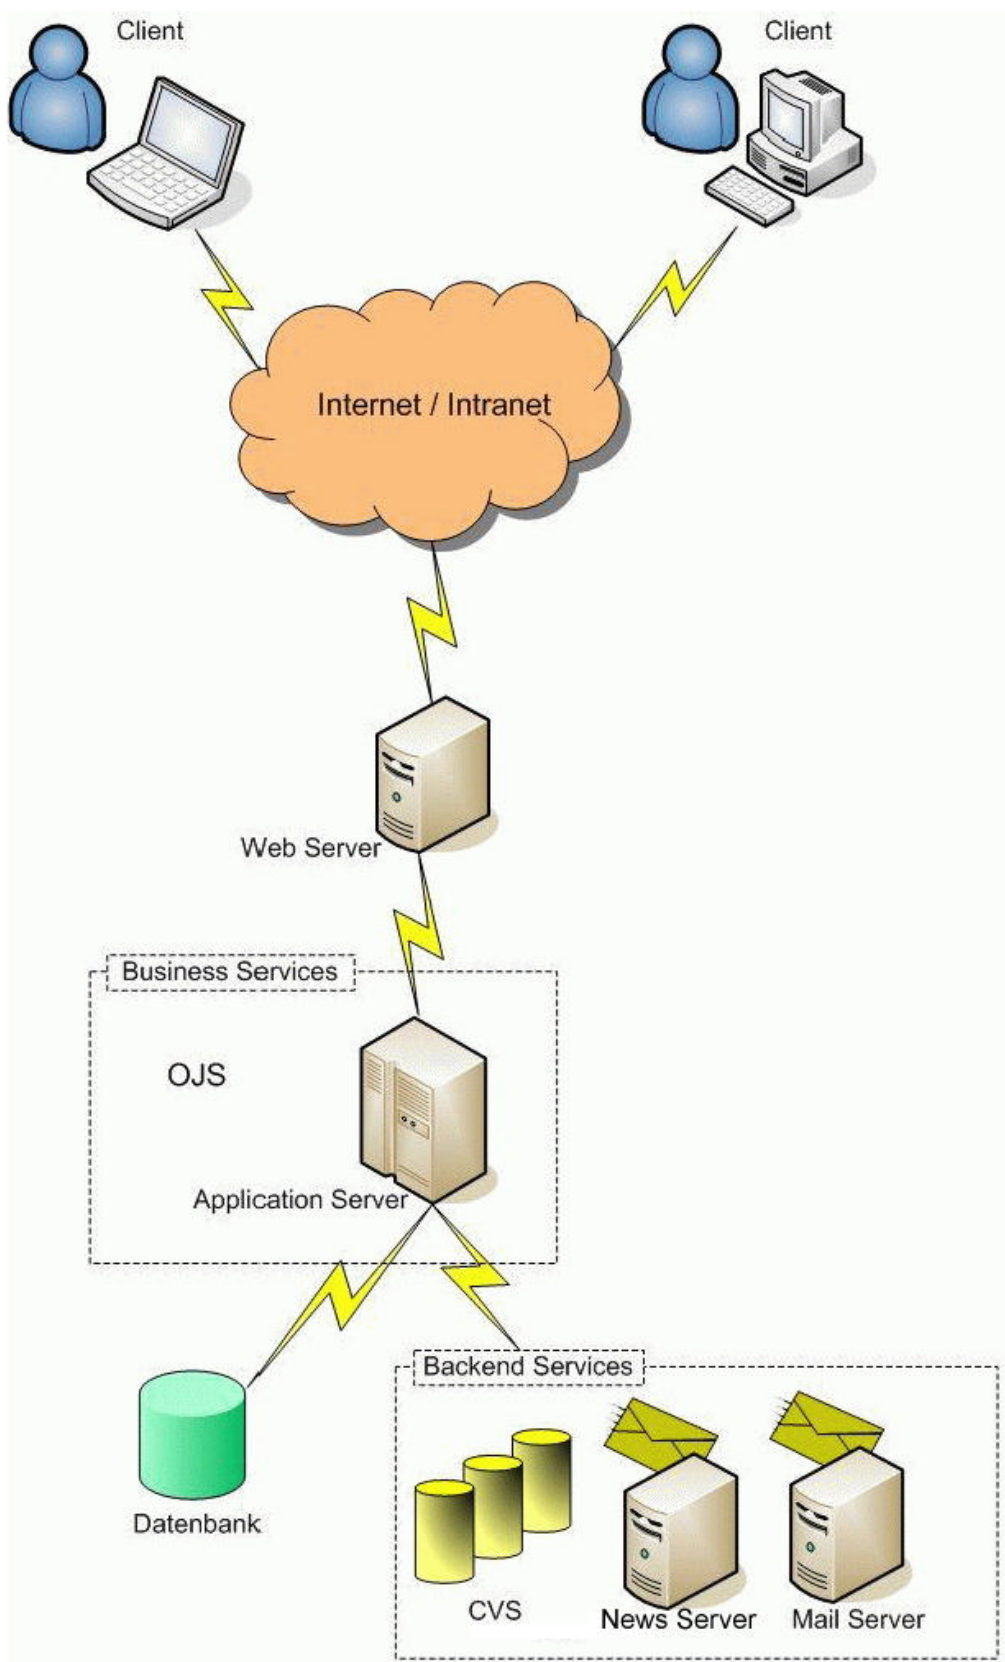 Client
Client
Internet / Intranet
Web Server
Business Services
OJS
Application Server
Backend Services
Datenbank
CVS
News Server
Mail Server